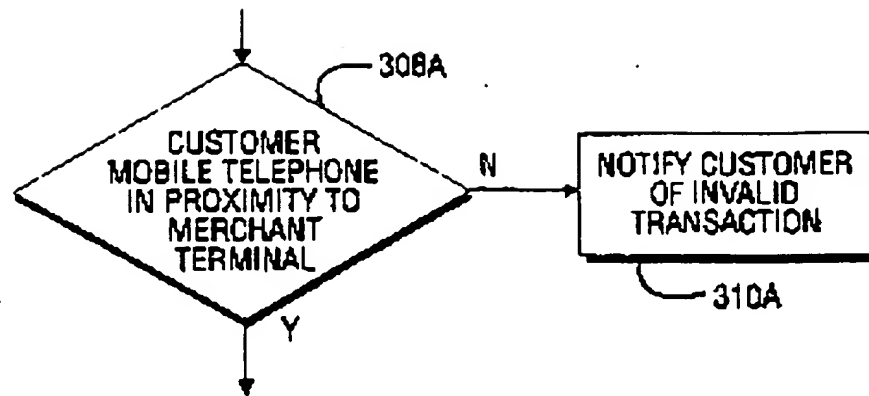 308A
CUSTOMER
MOBILE TELEPHONE
IN PROXIMITY TO
MERCHANT
TERMINAL
N
NOTIFY CUSTOMER
OF INVALID
TRANSACTION
310A
Y